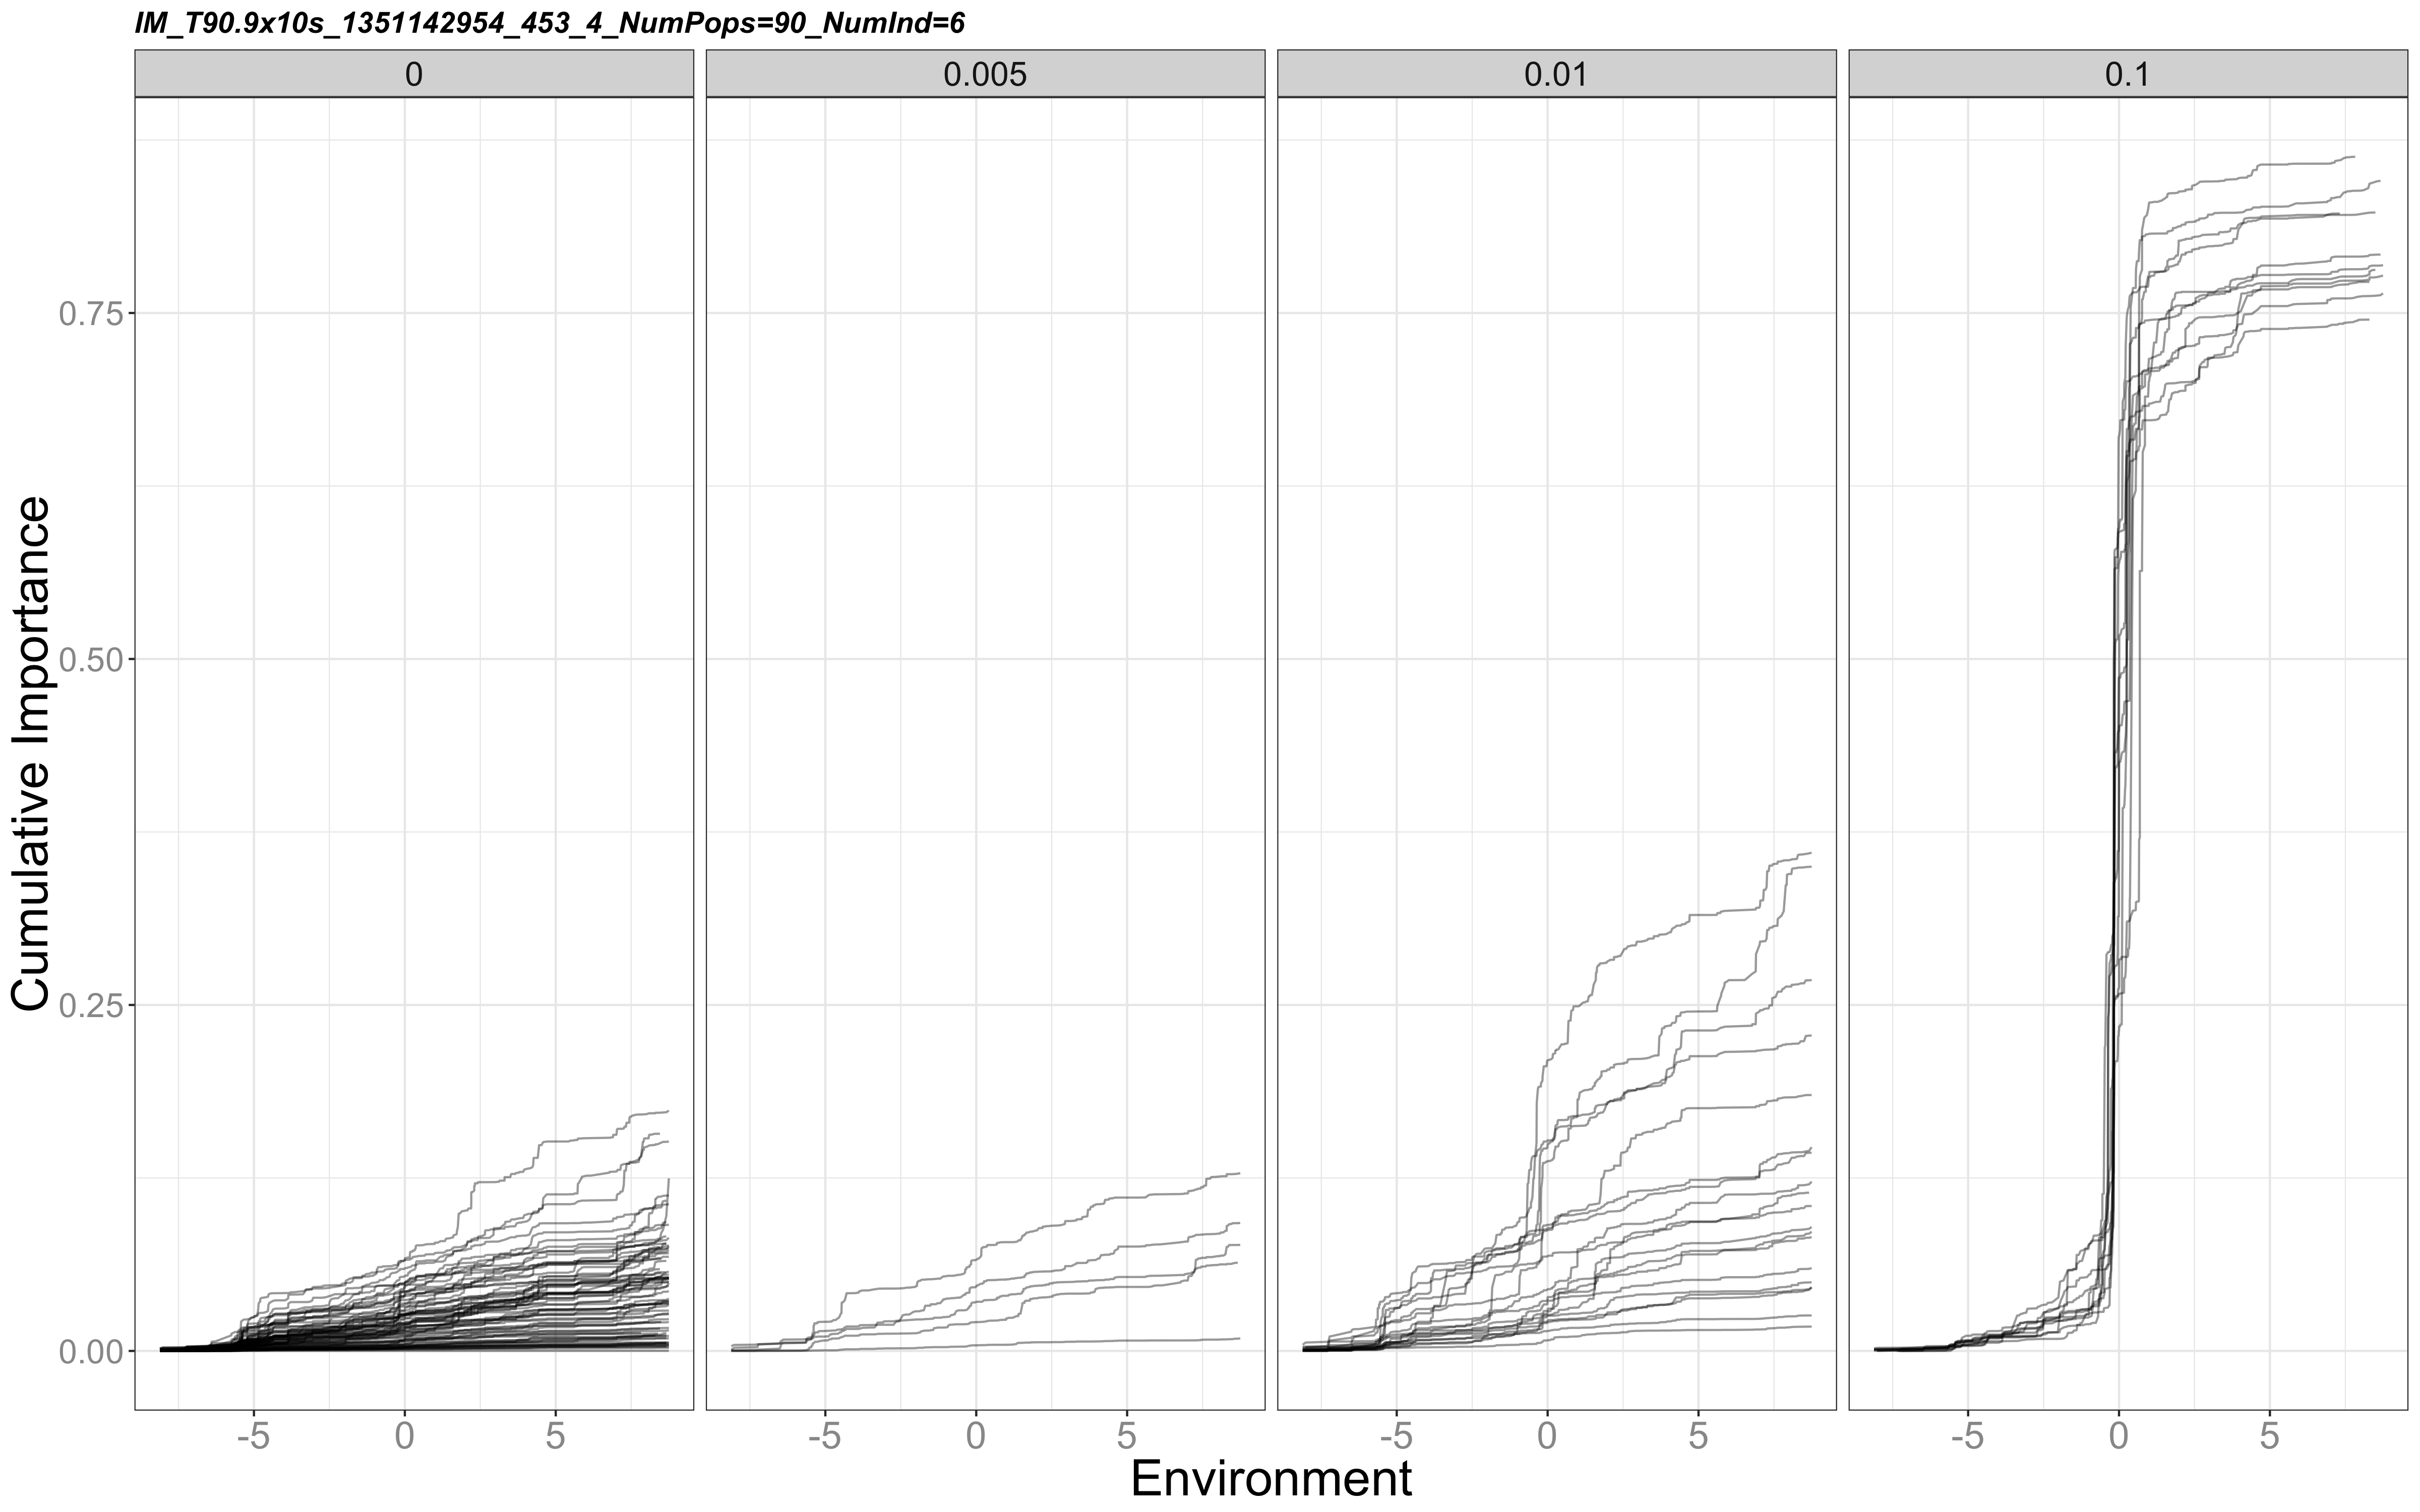 IM_T90.9x10s_1351142954_453_4_NumPops=90_NumInd=6
0 0.005 0.01 0.1
Cumulative Importance
0.75
0.50
0.25
0.00
-5 0 5 -5 0 5 -5 0 5 -5 0 5
Environment